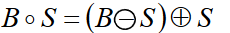 B ∘ S = (B ⊖ S) ⊕ S